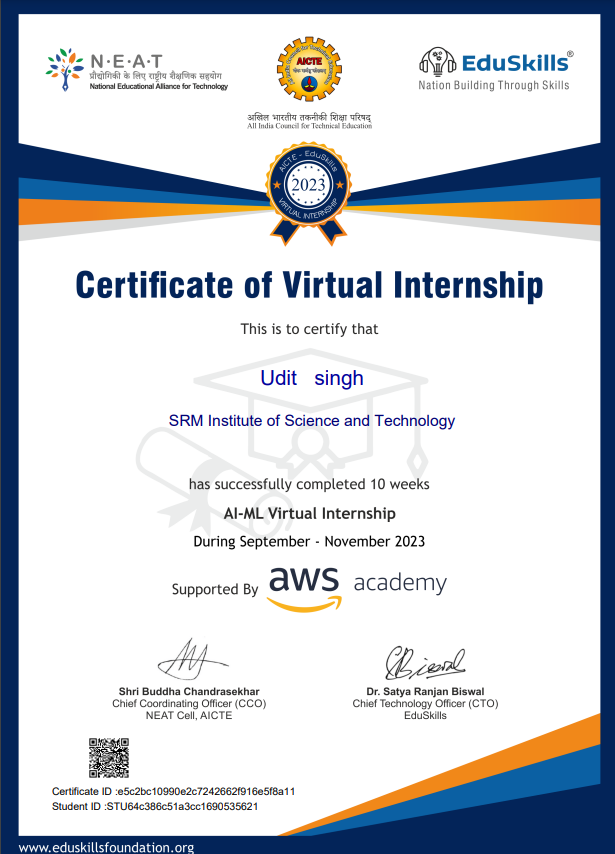 N·E·A·T
प्रौद्योगिकी के लिए राष्ट्रीय शैक्षणिक सहयोग
National Educational Alliance for Technology
AICTE
अखिल भारतीय तकनीकी शिक्षा परिषद्
All India Council for Technical Education
EduSkills®
Nation Building Through Skills
AICTE - EduSkills
2023
VIRTUAL INTERNSHIP
Certificate of Virtual Internship
This is to certify that
Udit singh
SRM Institute of Science and Technology
has successfully completed 10 weeks
AI-ML Virtual Internship
During September - November 2023
Supported By aws academy
Shri Buddha Chandrasekhar
Chief Coordinating Officer (CCO)
NEAT Cell, AICTE
Biswal
Dr. Satya Ranjan Biswal
Chief Technology Officer (CTO)
EduSkills
Certificate ID :e5c2bc10990e2c7242662f916e5f8a11
Student ID :STU64c386c51a3cc1690535621
www.eduskillsfoundation.org